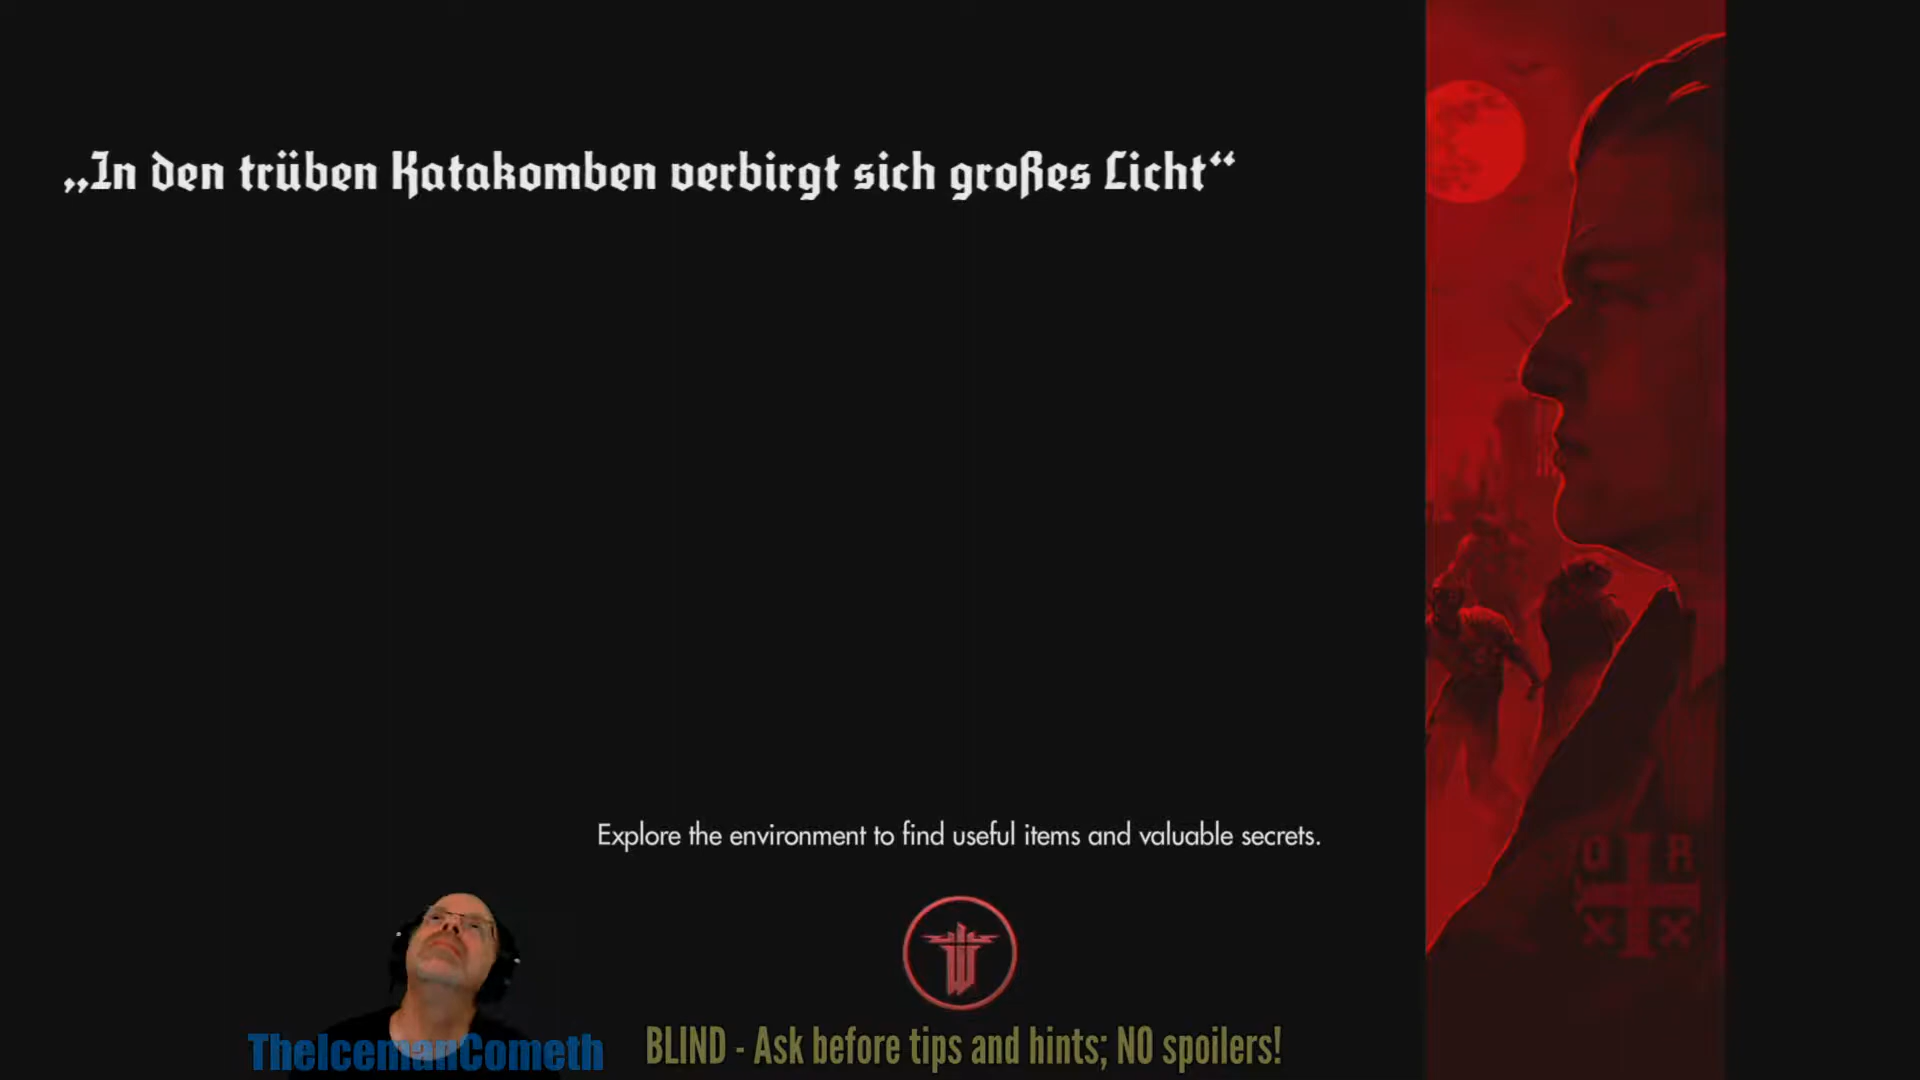 „In den trüben Katakomben verbirgt sich großes Licht“
Explore the environment to find useful items and valuable secrets.
O R
X X
TheIcemanCometh
BLIND - Ask before tips and hints; NO spoilers!